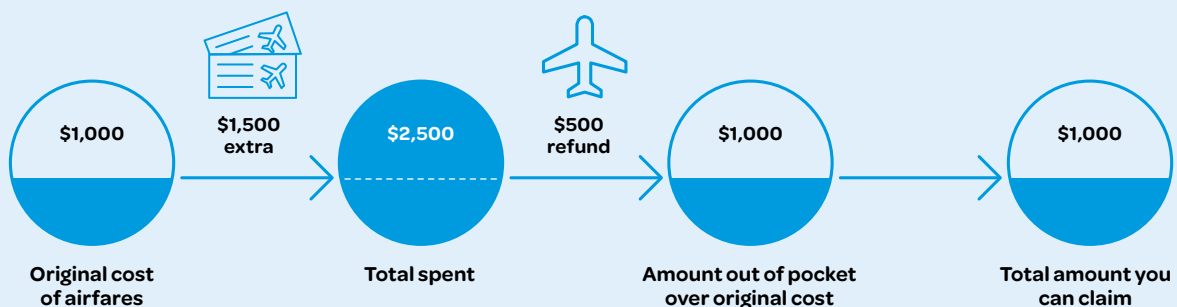 $1,000
$1,500
extra
$2,500
$500
refund
$1,000
$1,000
Original cost
of airfares
Total spent
Amount out of pocket
over original cost
Total amount you
can claim